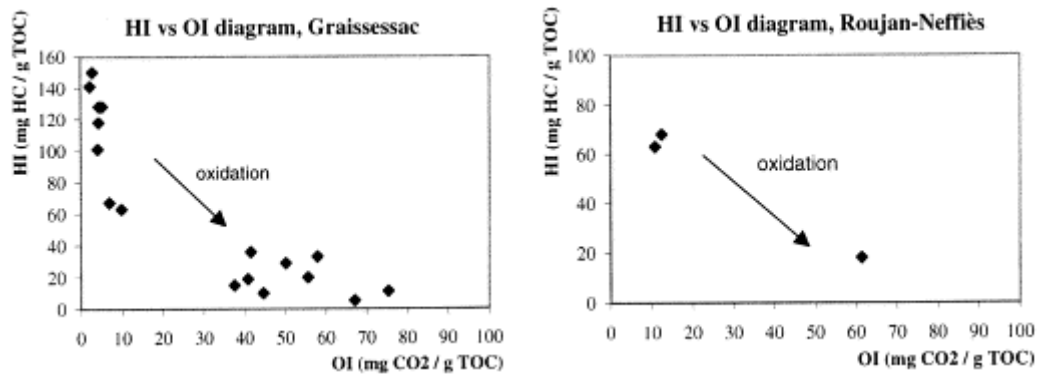 HI vs OI diagram, Graissessac
HI (mg HC / g TOC)
160
140
120
100
80
60
40
20
0
oxidation
0 10 20 30 40 50 60 70 80 90 100
OI (mg CO2 / g TOC)
HI vs OI diagram, Roujan-Neffiès
HI (mg HC / g TOC)
100
80
60
40
20
0
oxidation
0 10 20 30 40 50 60 70 80 90 100
OI (mg CO2 / g TOC)